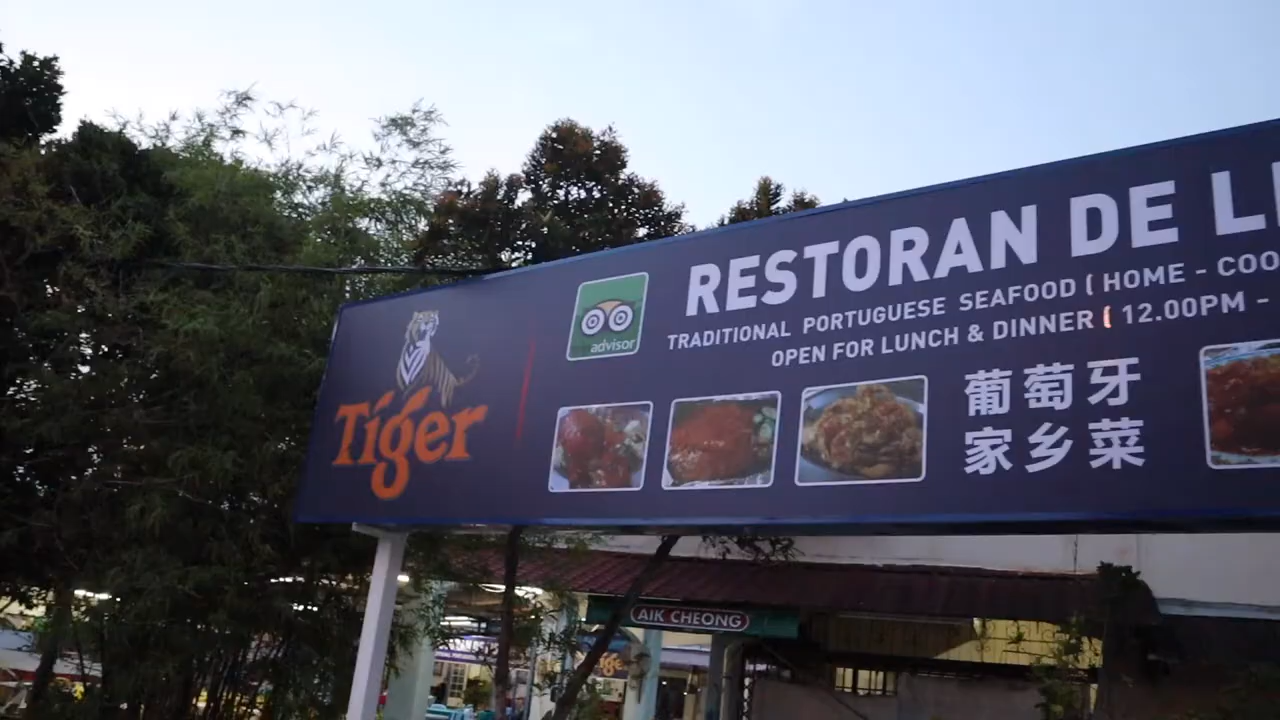 Tiger
advisor
RESTORAN DE L
TRADITIONAL PORTUGUESE SEAFOOD ( HOME - COO
OPEN FOR LUNCH & DINNER ( 12.00PM -
葡萄牙
家乡菜
AIK CHEONG
Tiger